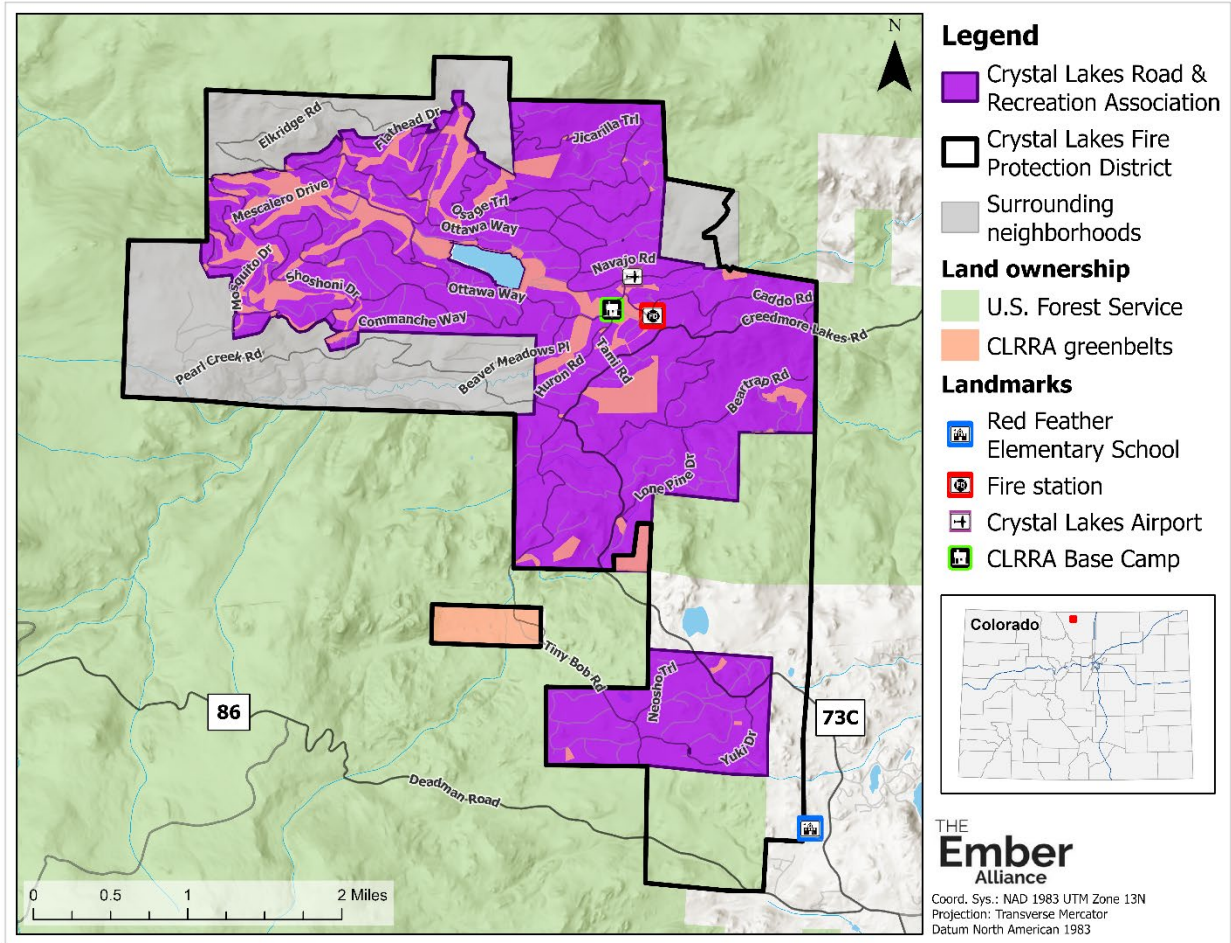 N
Elkridge Rd
Flathead Dr
Jicarilla Trl
Mescalero Drive
Osage Trl
Ottawa Way
Navajo Rd
Mosquito Dr
Shoshoni Dr
Ottawa Way
Caddo Rd
Commanche Way
Creedmore Lakes Rd
FD
Pearl Creek Rd
Beaver Meadows Pl
Huron Rd
Tami Rd
Beartrap Rd
Lone Pine Dr
Tiny Bob Rd
Neosho Trl
86
73C
Yuki Dr
Deadman Road
0 0.5 1 2 Miles
Legend
Crystal Lakes Road &
Recreation Association
Crystal Lakes Fire
Protection District
Surrounding
neighborhoods
Land ownership
U.S. Forest Service
CLRRA greenbelts
Landmarks
Red Feather
Elementary School
FD
Fire station
Crystal Lakes Airport
CLRRA Base Camp
Colorado
THE
Ember
Alliance
Coord. Sys.: NAD 1983 UTM Zone 13N
Projection: Transverse Mercator
Datum North American 1983